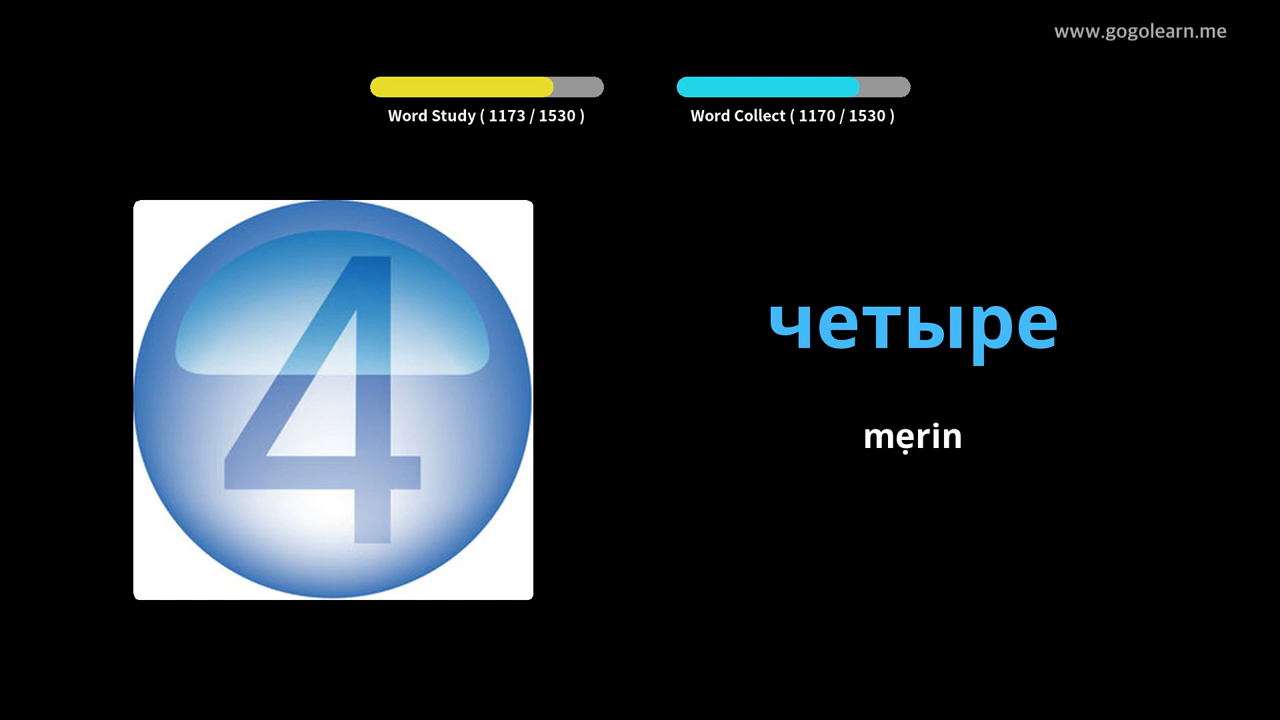 www.gogolearn.me
Word Study ( 1173 / 1530 )
Word Collect ( 1170 / 1530 )
4
четыре
mẹrin